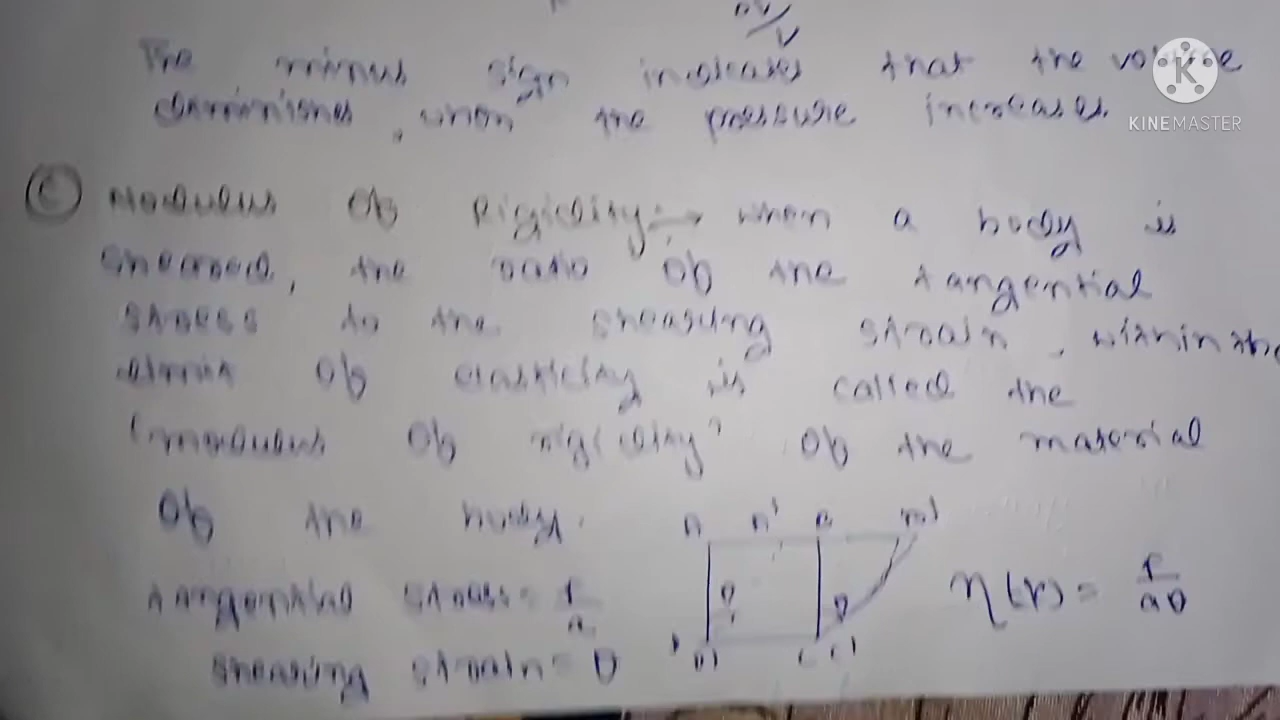 ΔV/V
The minus sign indicates that the volume
diminishes, when the pressure increases.
(C) Modulus Of Rigidity:→ when a body is
sheared, the ratio of the tangential
stress to the shearing strain, within the
limit of elasticity is called the
"modulus of rigidity" of the material
of the body.
A A' B B'
Tangential stress = F/a
shearing strain = θ
θ θ
η(r) = F/aθ
KINEMASTER